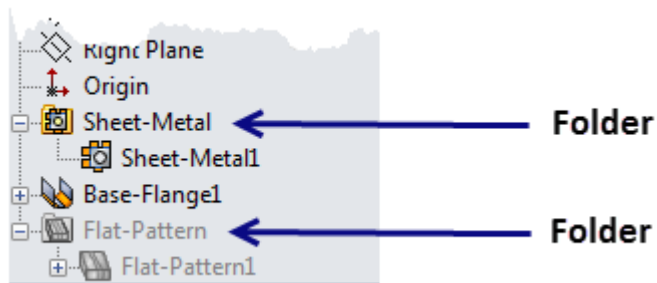 Right Plane
Origin
Sheet-Metal Folder
Sheet-Metal1
Base-Flange1
Flat-Pattern Folder
Flat-Pattern1